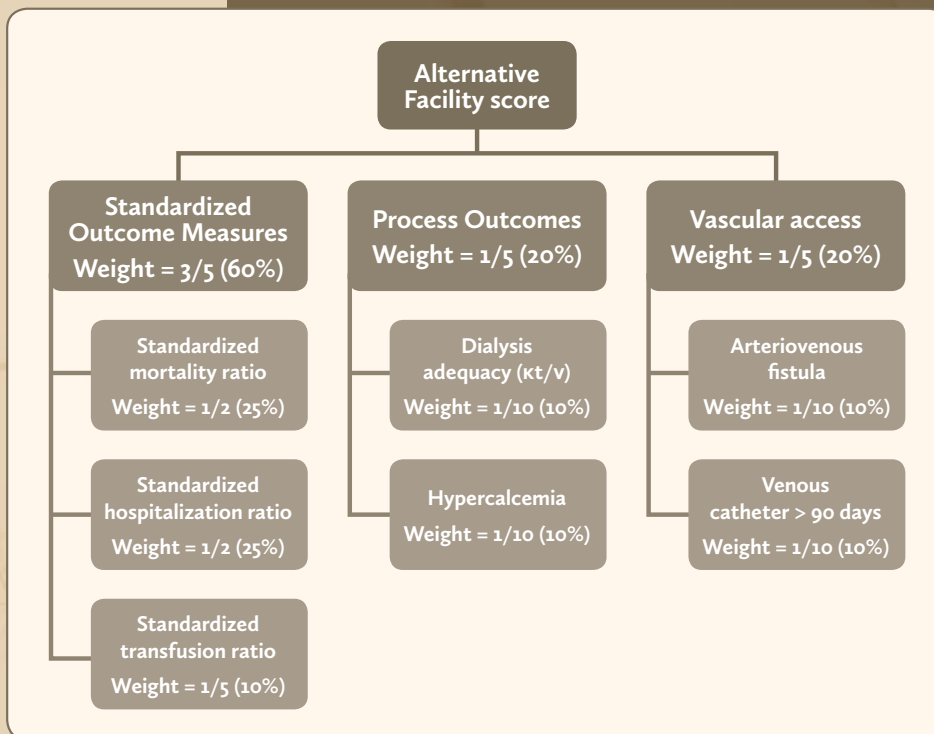 Alternative
Facility score
Standardized
Outcome Measures
Weight = 3/5 (60%)
Standardized
mortality ratio
Weight = 1/2 (25%)
Standardized
hospitalization ratio
Weight = 1/2 (25%)
Standardized
transfusion ratio
Weight = 1/5 (10%)
Process Outcomes
Weight = 1/5 (20%)
Dialysis
adequacy (Kt/v)
Weight = 1/10 (10%)
Hypercalcemia
Weight = 1/10 (10%)
Vascular access
Weight = 1/5 (20%)
Arteriovenous
fistula
Weight = 1/10 (10%)
Venous
catheter > 90 days
Weight = 1/10 (10%)